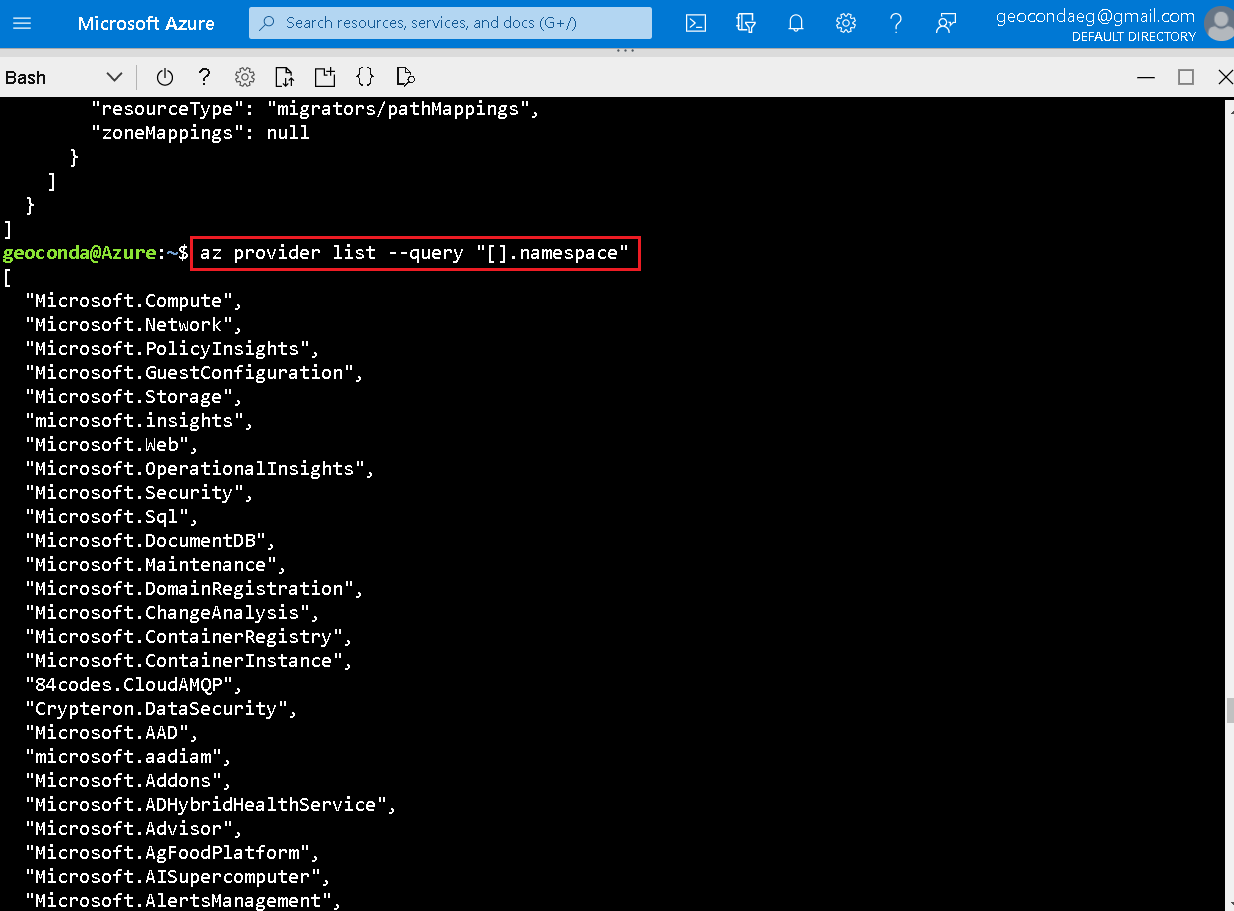 Microsoft Azure
Search resources, services, and docs (G+/)
geocondaeg@gmail.com
DEFAULT DIRECTORY
Bash
"resourceType": "migrators/pathMappings",
"zoneMappings": null
}
]
}
]
geoconda@Azure:~$ az provider list --query "[].namespace"
[
"Microsoft.Compute",
"Microsoft.Network",
"Microsoft.PolicyInsights",
"Microsoft.GuestConfiguration",
"Microsoft.Storage",
"microsoft.insights",
"Microsoft.Web",
"Microsoft.OperationalInsights",
"Microsoft.Security",
"Microsoft.Sql",
"Microsoft.DocumentDB",
"Microsoft.Maintenance",
"Microsoft.DomainRegistration",
"Microsoft.ChangeAnalysis",
"Microsoft.ContainerRegistry",
"Microsoft.ContainerInstance",
"84codes.CloudAMQP",
"Crypteron.DataSecurity",
"Microsoft.AAD",
"microsoft.aadiam",
"Microsoft.Addons",
"Microsoft.ADHybridHealthService",
"Microsoft.Advisor",
"Microsoft.AgFoodPlatform",
"Microsoft.AISupercomputer",
"Microsoft.AlertsManagement",